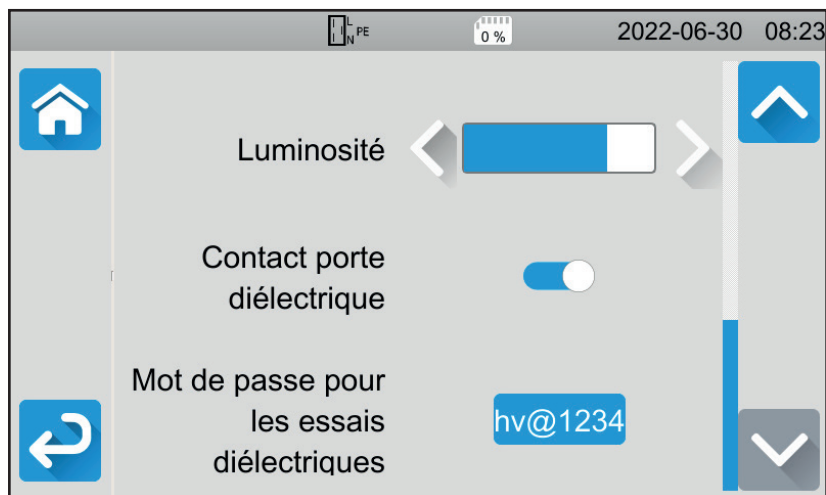 L
N PE
0 %
2022-06-30 08:23
Luminosité
Contact porte
diélectrique
Mot de passe pour
les essais
diélectriques
hv@1234